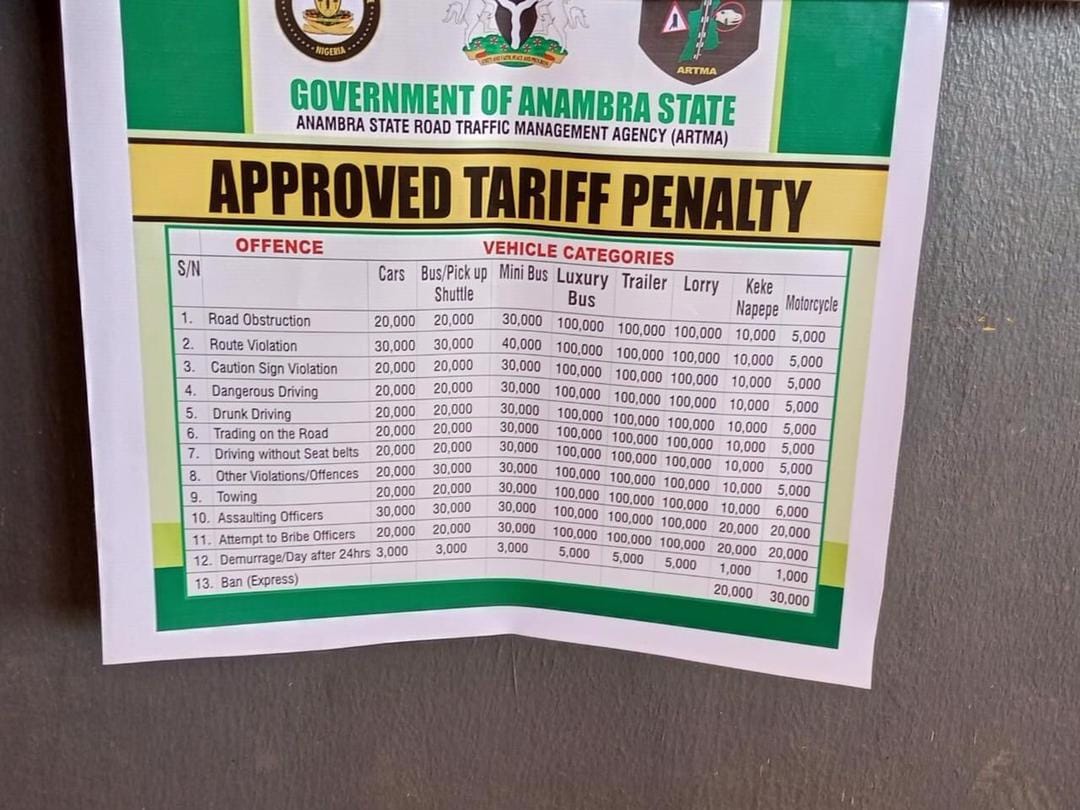 NIGERIA
UNITY AND FAITH, PEACE AND PROGRESS
ARTMA
GOVERNMENT OF ANAMBRA STATE
ANAMBRA STATE ROAD TRAFFIC MANAGEMENT AGENCY (ARTMA)
APPROVED TARIFF PENALTY
OFFENCE VEHICLE CATEGORIES
S/N Cars Bus/Pick up Shuttle Mini Bus Luxury Bus Trailer Lorry Keke Napepe Motorcycle
1. Road Obstruction 20,000 20,000 30,000 100,000 100,000 100,000 10,000 5,000
2. Route Violation 30,000 30,000 40,000 100,000 100,000 100,000 10,000 5,000
3. Caution Sign Violation 20,000 20,000 30,000 100,000 100,000 100,000 10,000 5,000
4. Dangerous Driving 20,000 20,000 30,000 100,000 100,000 100,000 10,000 5,000
5. Drunk Driving 20,000 20,000 30,000 100,000 100,000 100,000 10,000 5,000
6. Trading on the Road 20,000 20,000 30,000 100,000 100,000 100,000 10,000 5,000
7. Driving without Seat belts 20,000 20,000 30,000 100,000 100,000 100,000 10,000 5,000
8. Other Violations/Offences 20,000 30,000 30,000 100,000 100,000 100,000 10,000 5,000
9. Towing 20,000 20,000 30,000 100,000 100,000 100,000 10,000 6,000
10. Assaulting Officers 30,000 30,000 30,000 100,000 100,000 100,000 20,000 20,000
11. Attempt to Bribe Officers 20,000 20,000 30,000 100,000 100,000 100,000 20,000 20,000
12. Demurrage/Day after 24hrs 3,000 3,000 3,000 5,000 5,000 5,000 1,000 1,000
13. Ban (Express) 20,000 30,000